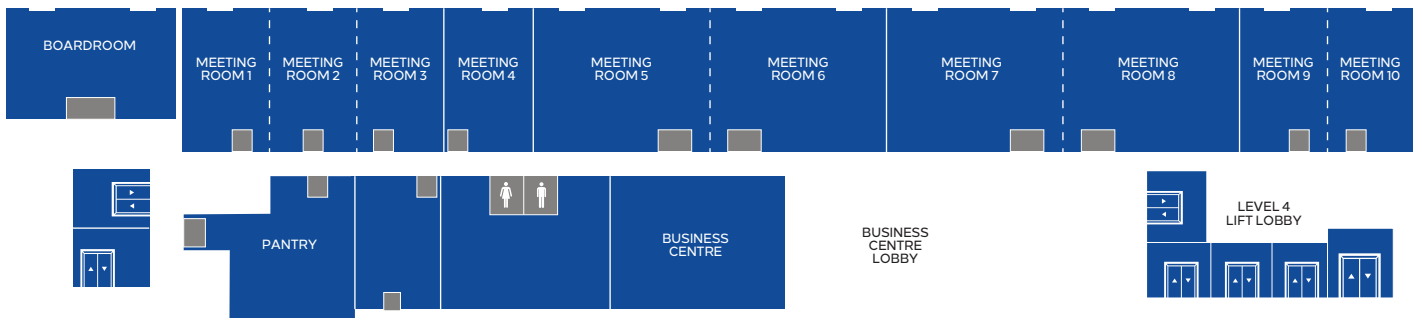 BOARDROOM
MEETING
ROOM 1
MEETING
ROOM 2
MEETING
ROOM 3
MEETING
ROOM 4
MEETING
ROOM 5
MEETING
ROOM 6
MEETING
ROOM 7
MEETING
ROOM 8
MEETING
ROOM 9
MEETING
ROOM 10
PANTRY
BUSINESS
CENTRE
BUSINESS
CENTRE
LOBBY
LEVEL 4
LIFT LOBBY